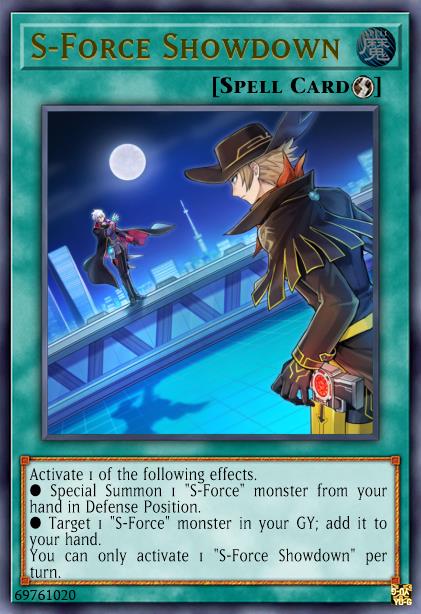 S-Force Showdown
魔
[Spell Card]
Activate 1 of the following effects.
● Special Summon 1 "S-Force" monster from your
hand in Defense Position.
● Target 1 "S-Force" monster in your GY; add it to
your hand.
You can only activate 1 "S-Force Showdown" per
turn.
69761020